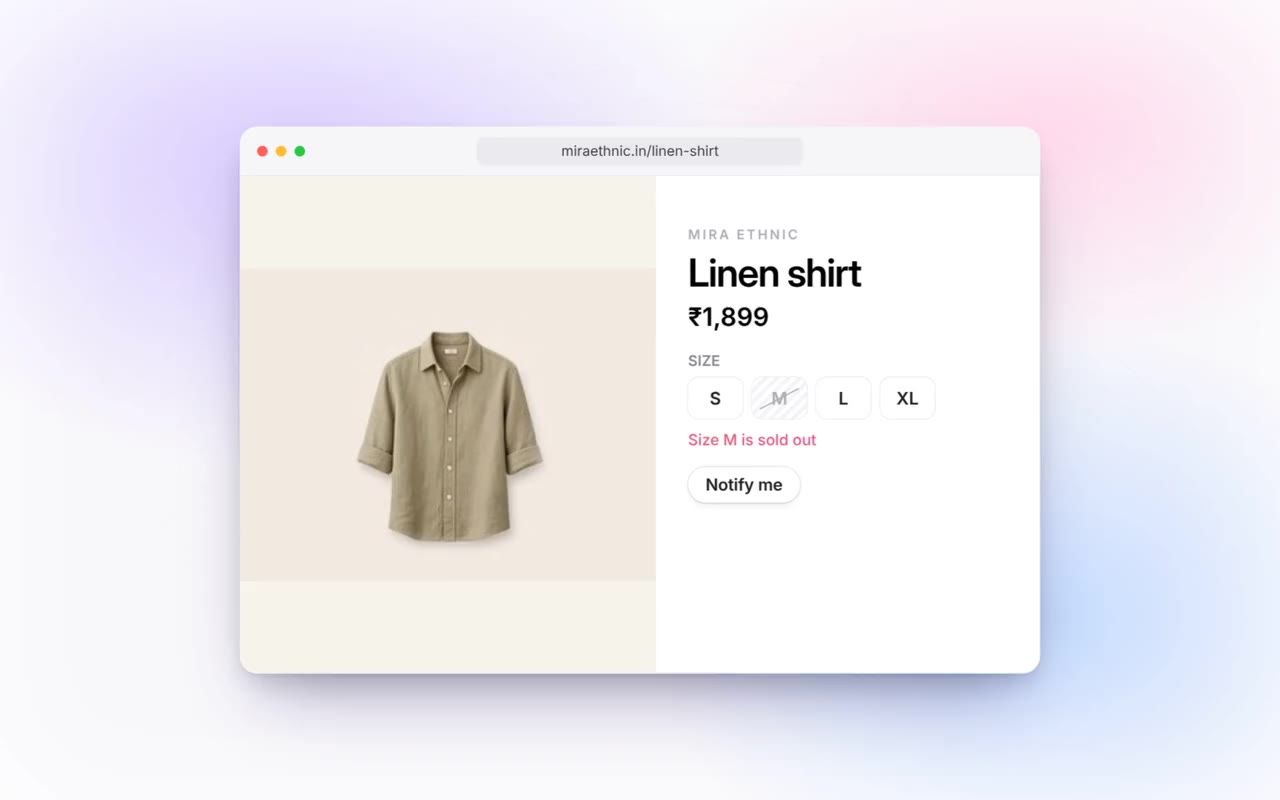 miraethnic.in/linen-shirt
MIRA ETHNIC
Linen shirt
₹1,899
SIZE
S M L XL
Size M is sold out
Notify me